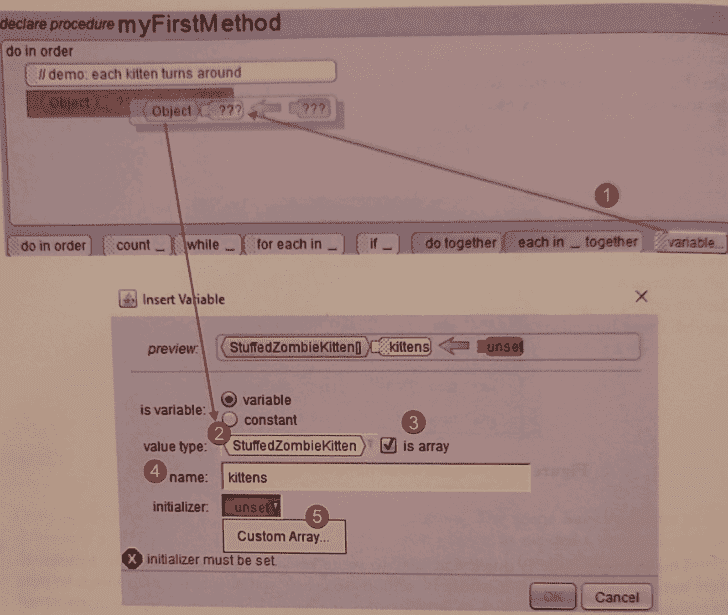 declare procedure myFirstMethod
do in order
// demo: each kitten turns around
Object ??? Object ??? ???
1
do in order count _ while _ for each in _ if _ do together each in _ together variable...
Insert Variable
preview: StuffedZombieKitten[] kittens unset
is variable: variable
constant
2 3
value type: StuffedZombieKitten is array
4 name: kittens
initializer: unset
5
Custom Array...
X initializer must be set.
OK Cancel